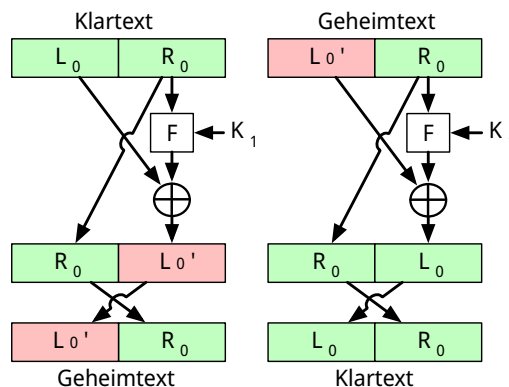 Klartext
L 0 R 0
F
K 1
R 0 L 0 '
L 0 ' R 0
Geheimtext
Geheimtext
L 0 ' R 0
F
K
R 0 L 0
L 0 R 0
Klartext